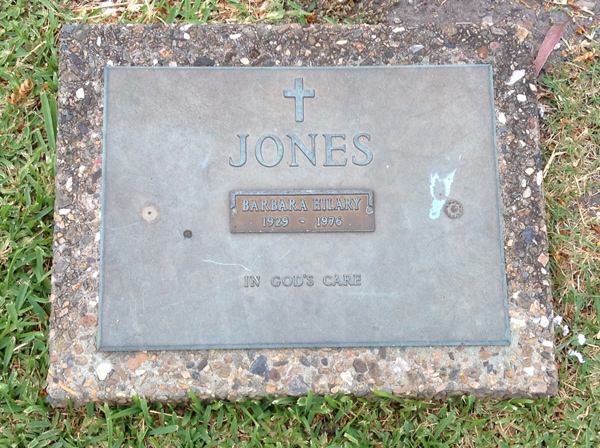 JONES
BARBARA HILARY
1929 - 1976
IN GOD'S CARE